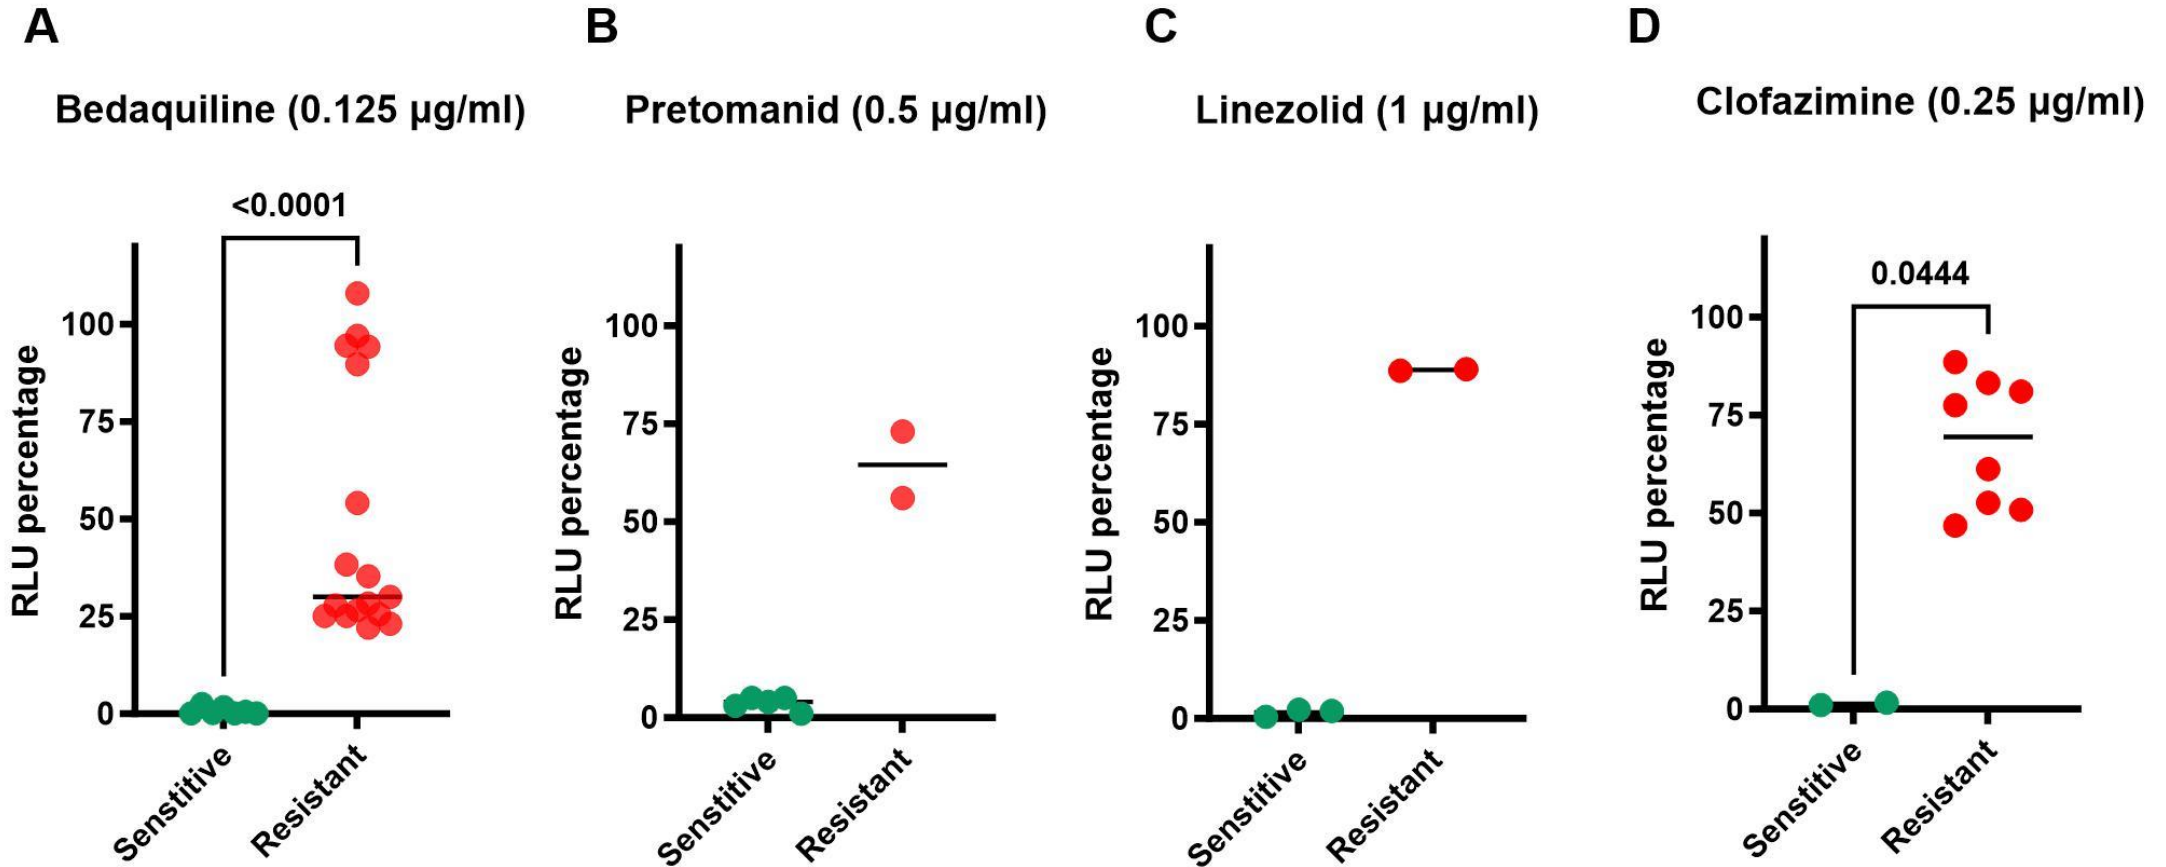 A
Bedaquiline (0.125 µg/ml)
<0.0001
RLU percentage
100
75
50
25
0
Senstitive
Resistant
B
Pretomanid (0.5 µg/ml)
RLU percentage
100
75
50
25
0
Senstitive
Resistant
C
Linezolid (1 µg/ml)
RLU percentage
100
75
50
25
0
Senstitive
Resistant
D
Clofazimine (0.25 µg/ml)
0.0444
RLU percentage
100
75
50
25
0
Senstitive
Resistant